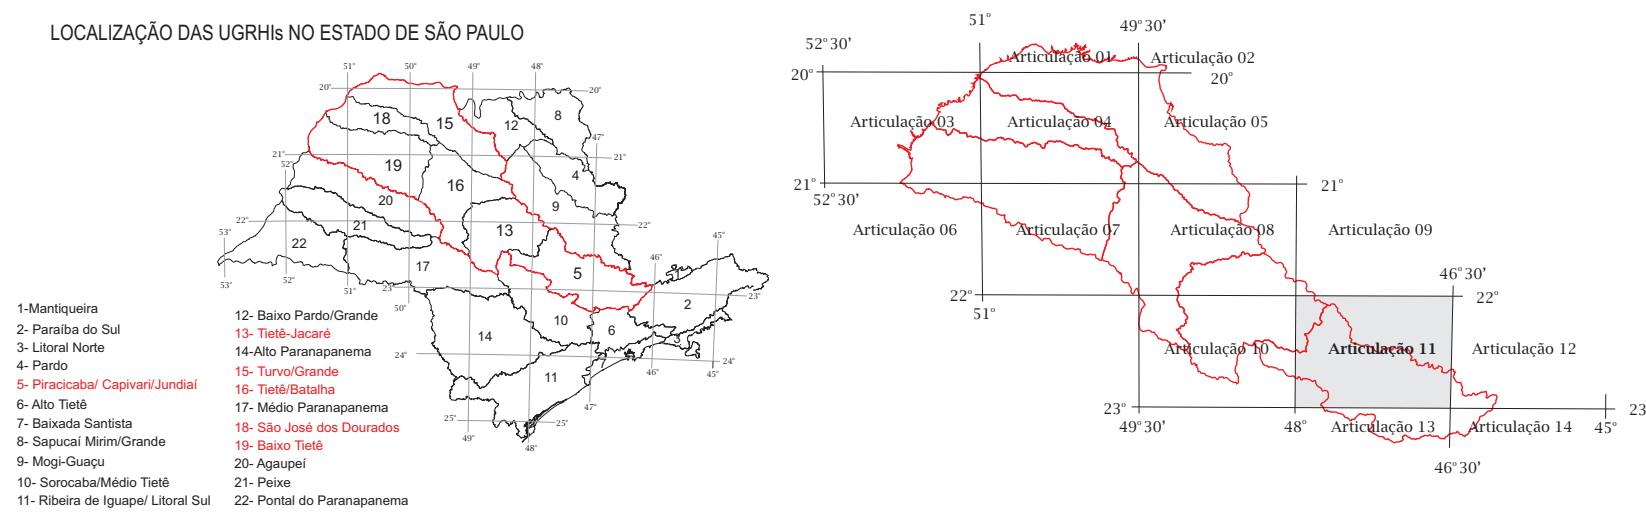 LOCALIZAÇÃO DAS UGRHIs NO ESTADO DE SÃO PAULO
51° 50° 49° 48°
20° 20°
18 15 12 8
47°
21° 21°
52°
19 16 4
20 9
22° 22°
53° 21 13 45°
22 17 5 46° 1
53° 52° 51° 23° 2 23°
50° 10 6 3
14
24° 24°
7 46° 45°
11
47°
25° 25°
49° 48°
1-Mantiqueira
2- Paraíba do Sul
3- Litoral Norte
4- Pardo
5- Piracicaba/ Capivari/Jundiaí
6- Alto Tietê
7- Baixada Santista
8- Sapucaí Mirim/Grande
9- Mogi-Guaçu
10- Sorocaba/Médio Tietê
11- Ribeira de Iguape/ Litoral Sul
12- Baixo Pardo/Grande
13- Tietê-Jacaré
14-Alto Paranapanema
15- Turvo/Grande
16- Tietê/Batalha
17- Médio Paranapanema
18- São José dos Dourados
19- Baixo Tietê
20- Agaupeí
21- Peixe
22- Pontal do Paranapanema
51° 49°30'
52°30'
Articulação 01 Articulação 02
20° 20°
Articulação 03 Articulação 04 Articulação 05
21° 21°
52°30'
Articulação 06 Articulação 07 Articulação 08 Articulação 09
46°30'
22° 22°
51°
Articulação 10 Articulação 11 Articulação 12
23° 23
49°30' 48° Articulação 13 Articulação 14 45°
46°30'